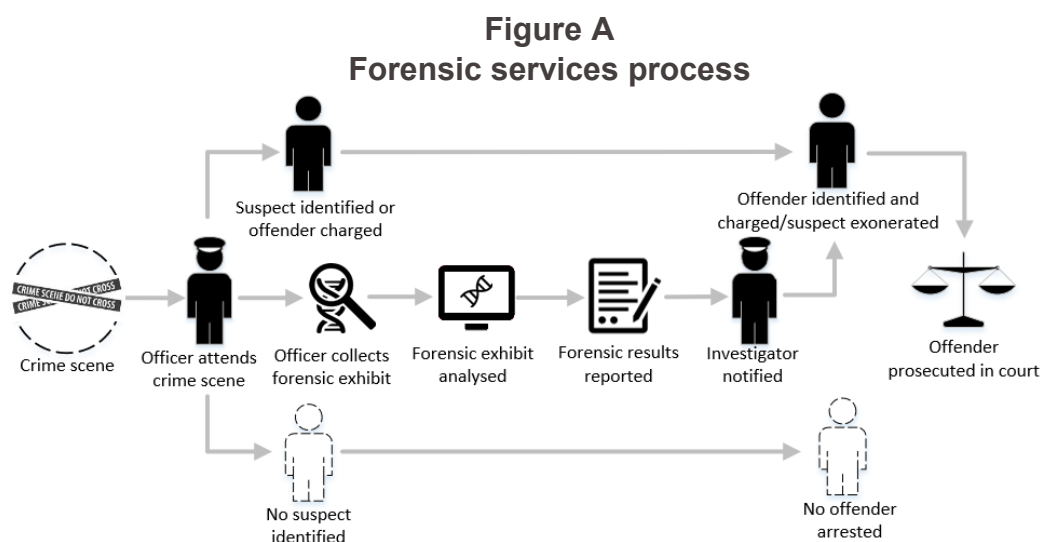 Figure A
Forensic services process
Suspect identified or
offender charged
Offender identified and
charged/suspect exonerated
CRIME SCENE DO NOT CROSS
CRIME SCENE DO NOT CROSS
Crime scene
Officer attends
crime scene
Officer collects
forensic exhibit
Forensic exhibit
analysed
Forensic results
reported
Investigator
notified
Offender
prosecuted in court
No suspect
identified
No offender
arrested